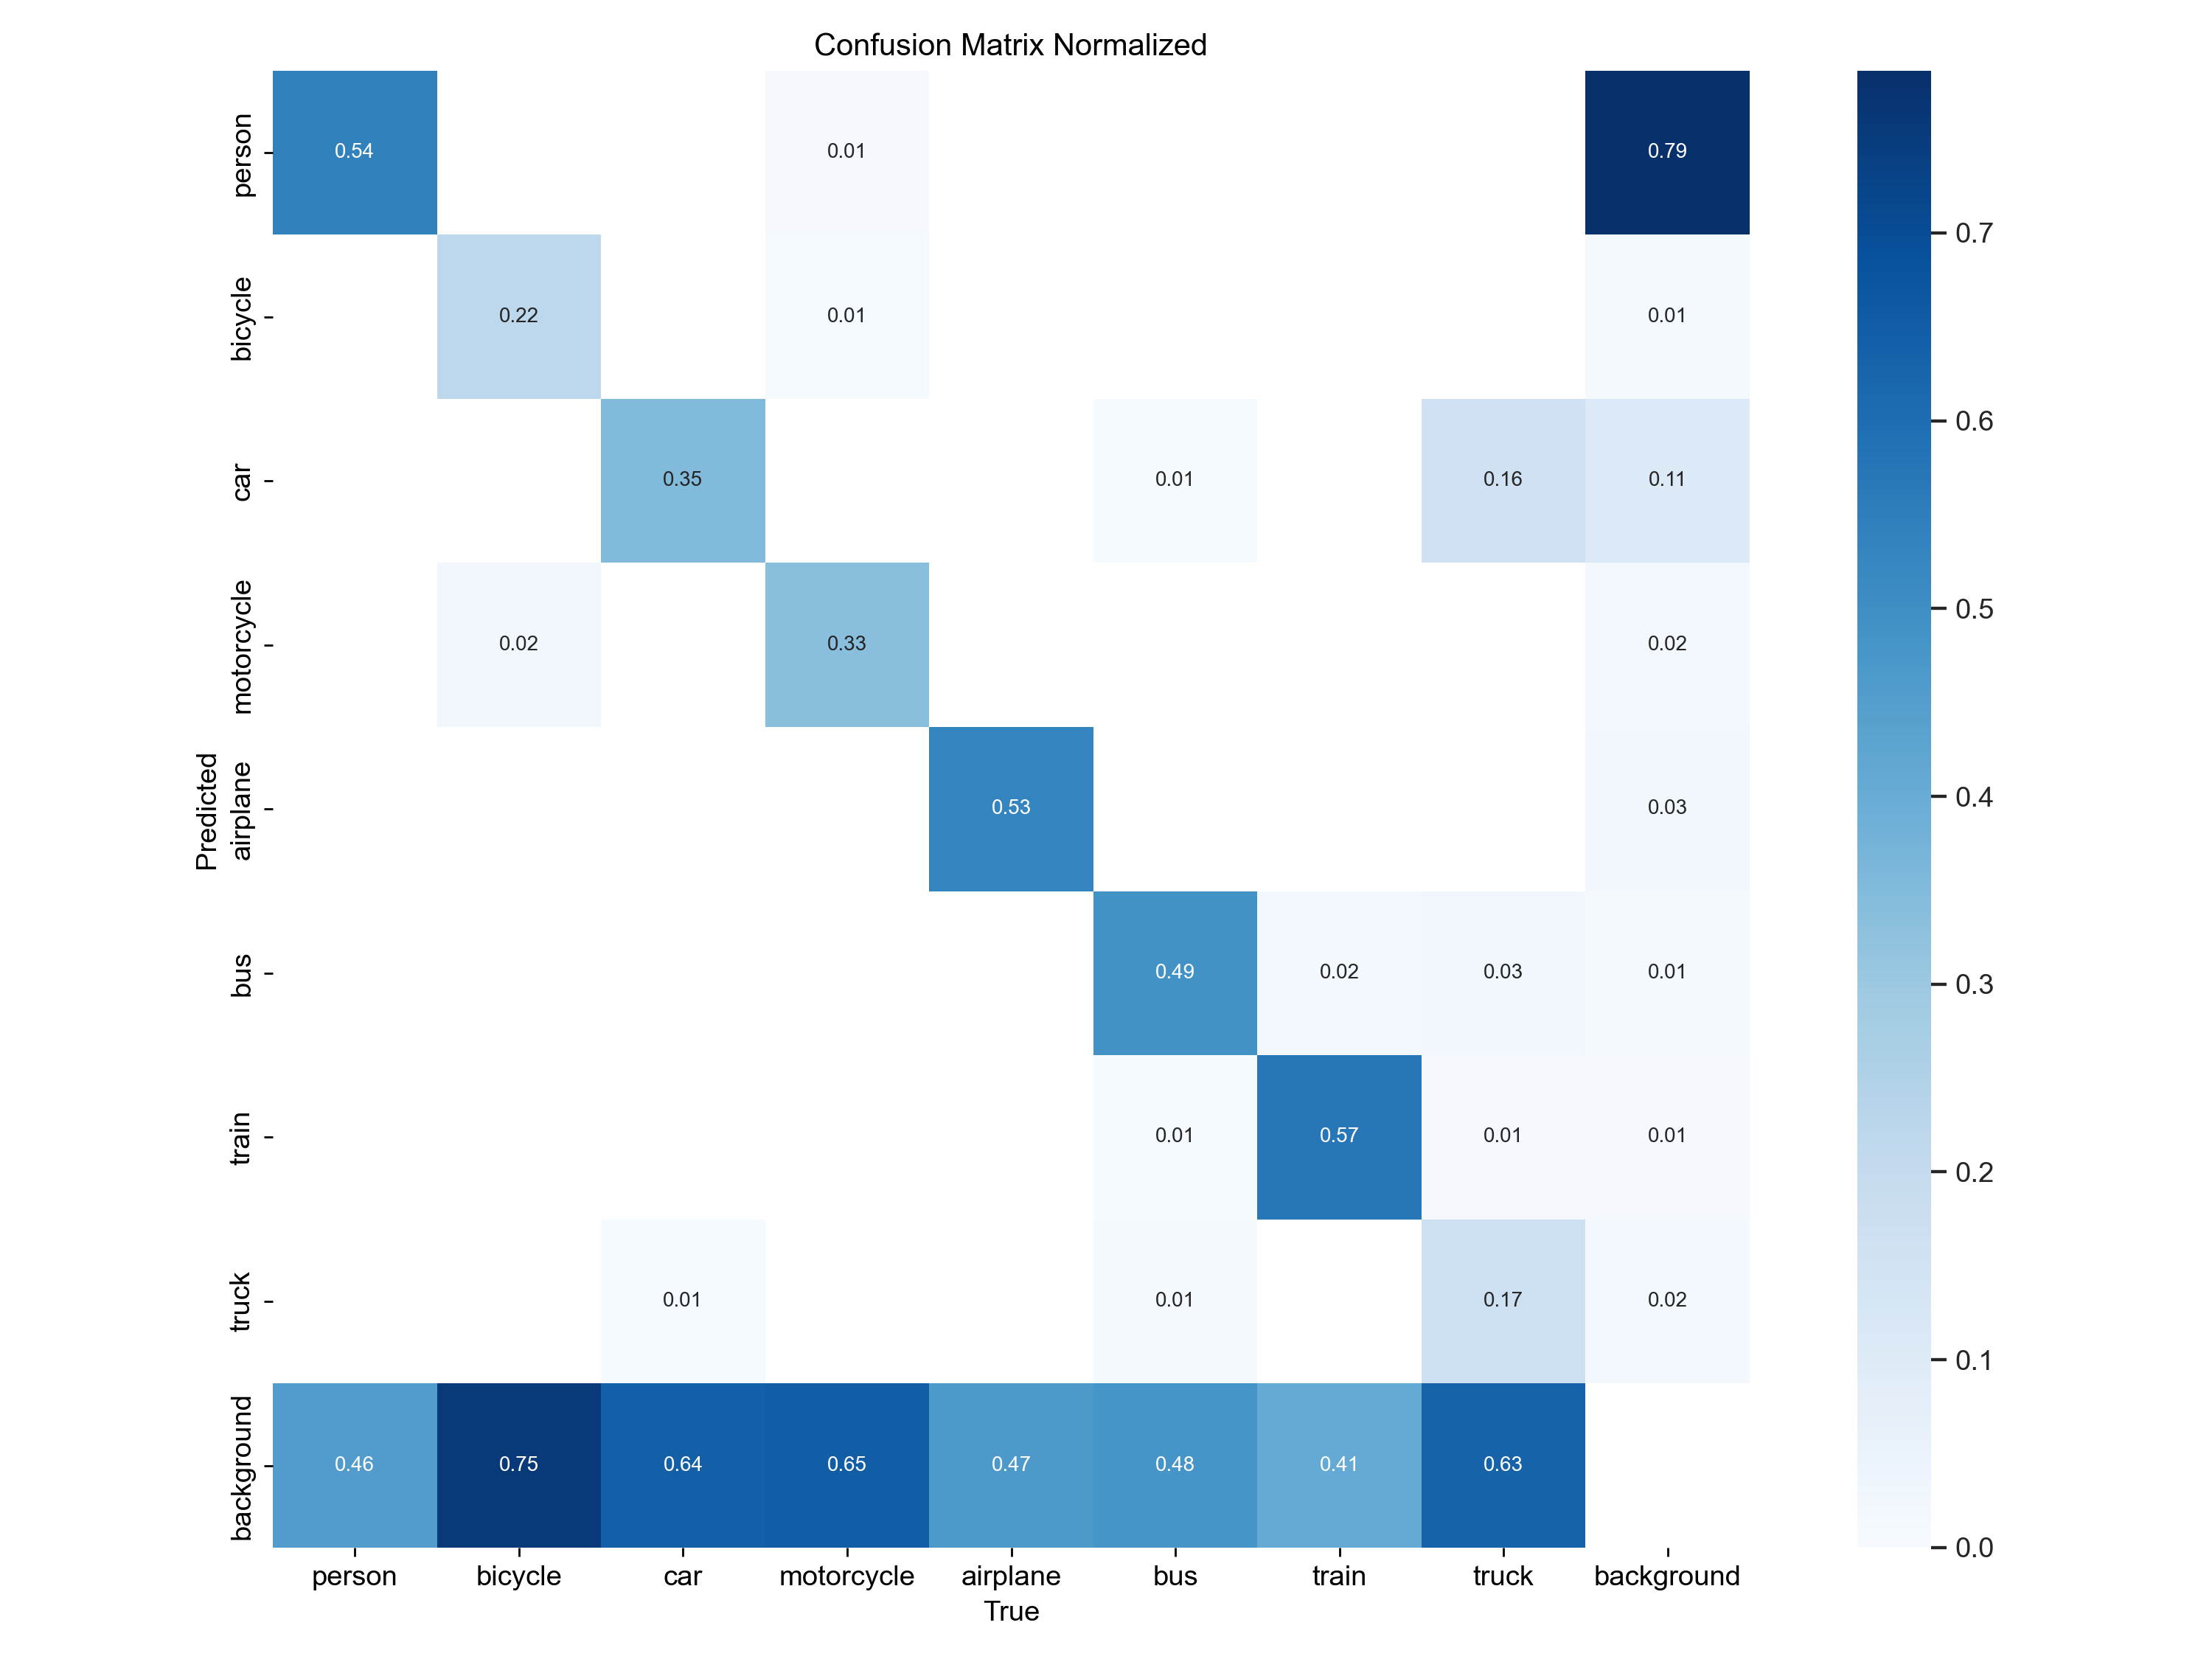 Confusion Matrix Normalized
person
0.54
0.01
0.79
bicycle
0.22
0.01
0.01
car
0.35
0.01
0.16
0.11
motorcycle
0.02
0.33
0.02
airplane
0.53
0.03
bus
0.49
0.02
0.03
0.01
train
0.01
0.57
0.01
0.01
truck
0.01
0.01
0.17
0.02
background
0.46
0.75
0.64
0.65
0.47
0.48
0.41
0.63
Predicted
person
bicycle
car
motorcycle
airplane
bus
train
truck
background
True
0.7
0.6
0.5
0.4
0.3
0.2
0.1
0.0